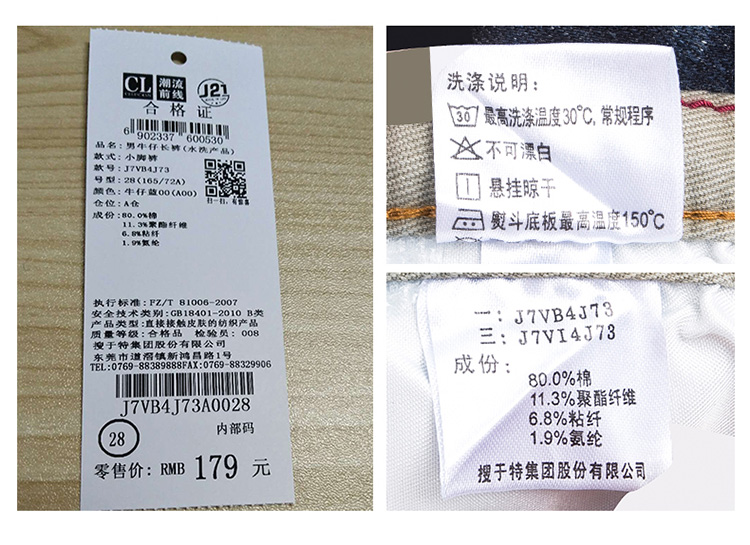 CL
潮流
前线
J21
合格证
6 902337 600530
品名:男牛仔长裤(水洗产品)
款式:小脚裤
款号:J7VB4J73
号型:28(165/72A)
颜色:牛仔蓝00(A00)
仓位:A仓
扫一扫,有惊喜
成份:80.0%棉
11.3%聚酯纤维
6.8%粘纤
1.9%氨纶
执行标准:FZ/T 81006-2007
安全技术类别:GB18401-2010 B类
产品类型:直接接触皮肤的纺织产品
质量等级:合格品 检验员:008
搜于特集团股份有限公司
东莞市道滘镇新鸿昌路1号
TEL:0769-88389888FAX:0769-88329906
J7VB4J73A0028
28
内部码
零售价:RMB 179 元
洗涤说明:
30 最高洗涤温度30℃,常规程序
不可漂白
悬挂晾干
熨斗底板最高温度150℃
一:J7VB4J73
三:J7VI4J73
成份:
80.0%棉
11.3%聚酯纤维
6.8%粘纤
1.9%氨纶
搜于特集团股份有限公司